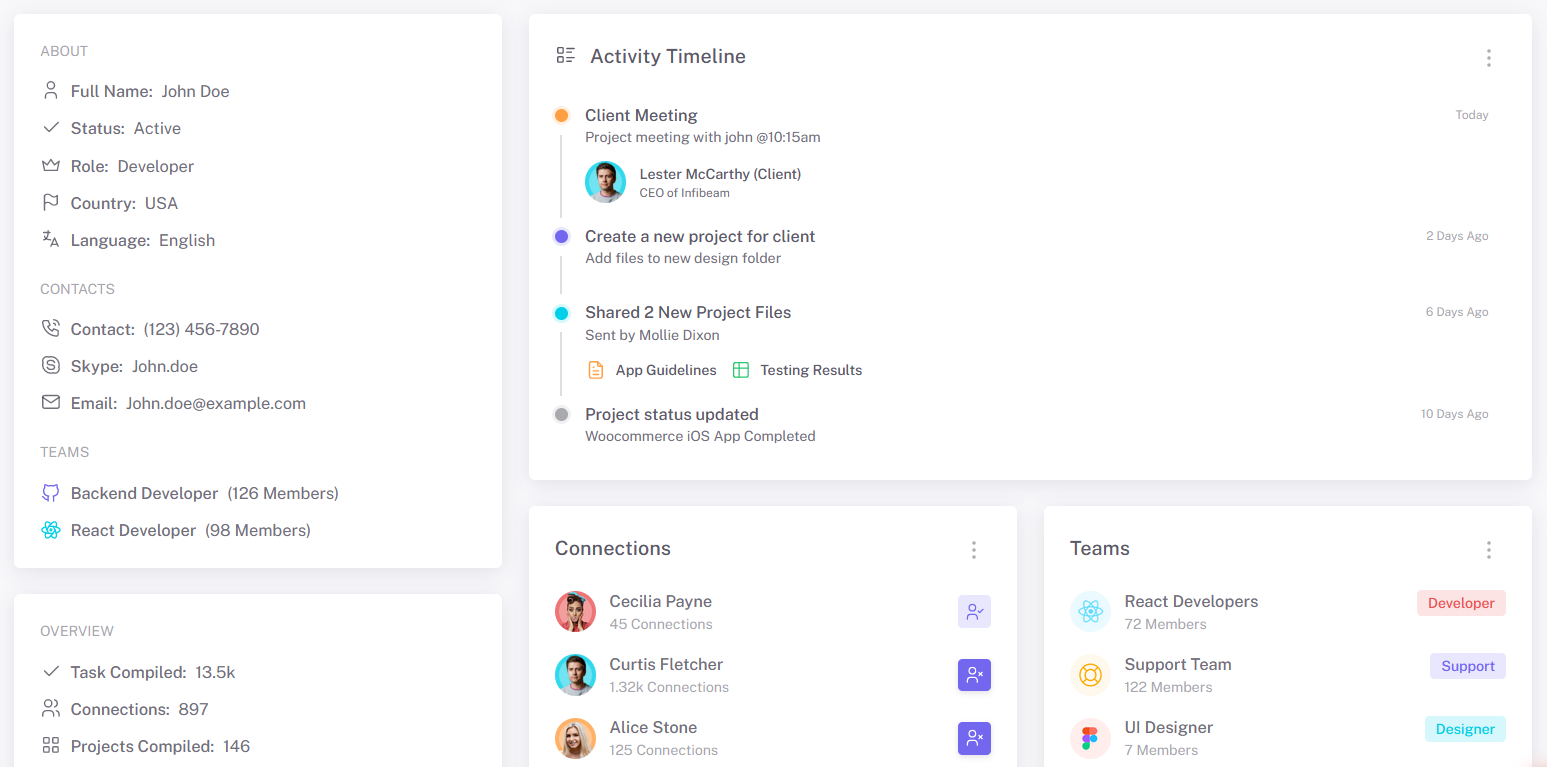 ABOUT
Full Name: John Doe
Status: Active
Role: Developer
Country: USA
Language: English
CONTACTS
Contact: (123) 456-7890
Skype: John.doe
Email: John.doe@example.com
TEAMS
Backend Developer (126 Members)
React Developer (98 Members)
OVERVIEW
Task Compiled: 13.5k
Connections: 897
Projects Compiled: 146
Activity Timeline
Client Meeting
Today
Project meeting with john @10:15am
Lester McCarthy (Client)
CEO of Infibeam
Create a new project for client
2 Days Ago
Add files to new design folder
Shared 2 New Project Files
6 Days Ago
Sent by Mollie Dixon
App Guidelines
Testing Results
Project status updated
10 Days Ago
Woocommerce iOS App Completed
Connections
Cecilia Payne
45 Connections
Curtis Fletcher
1.32k Connections
Alice Stone
125 Connections
Teams
React Developers
72 Members
Developer
Support Team
122 Members
Support
UI Designer
7 Members
Designer